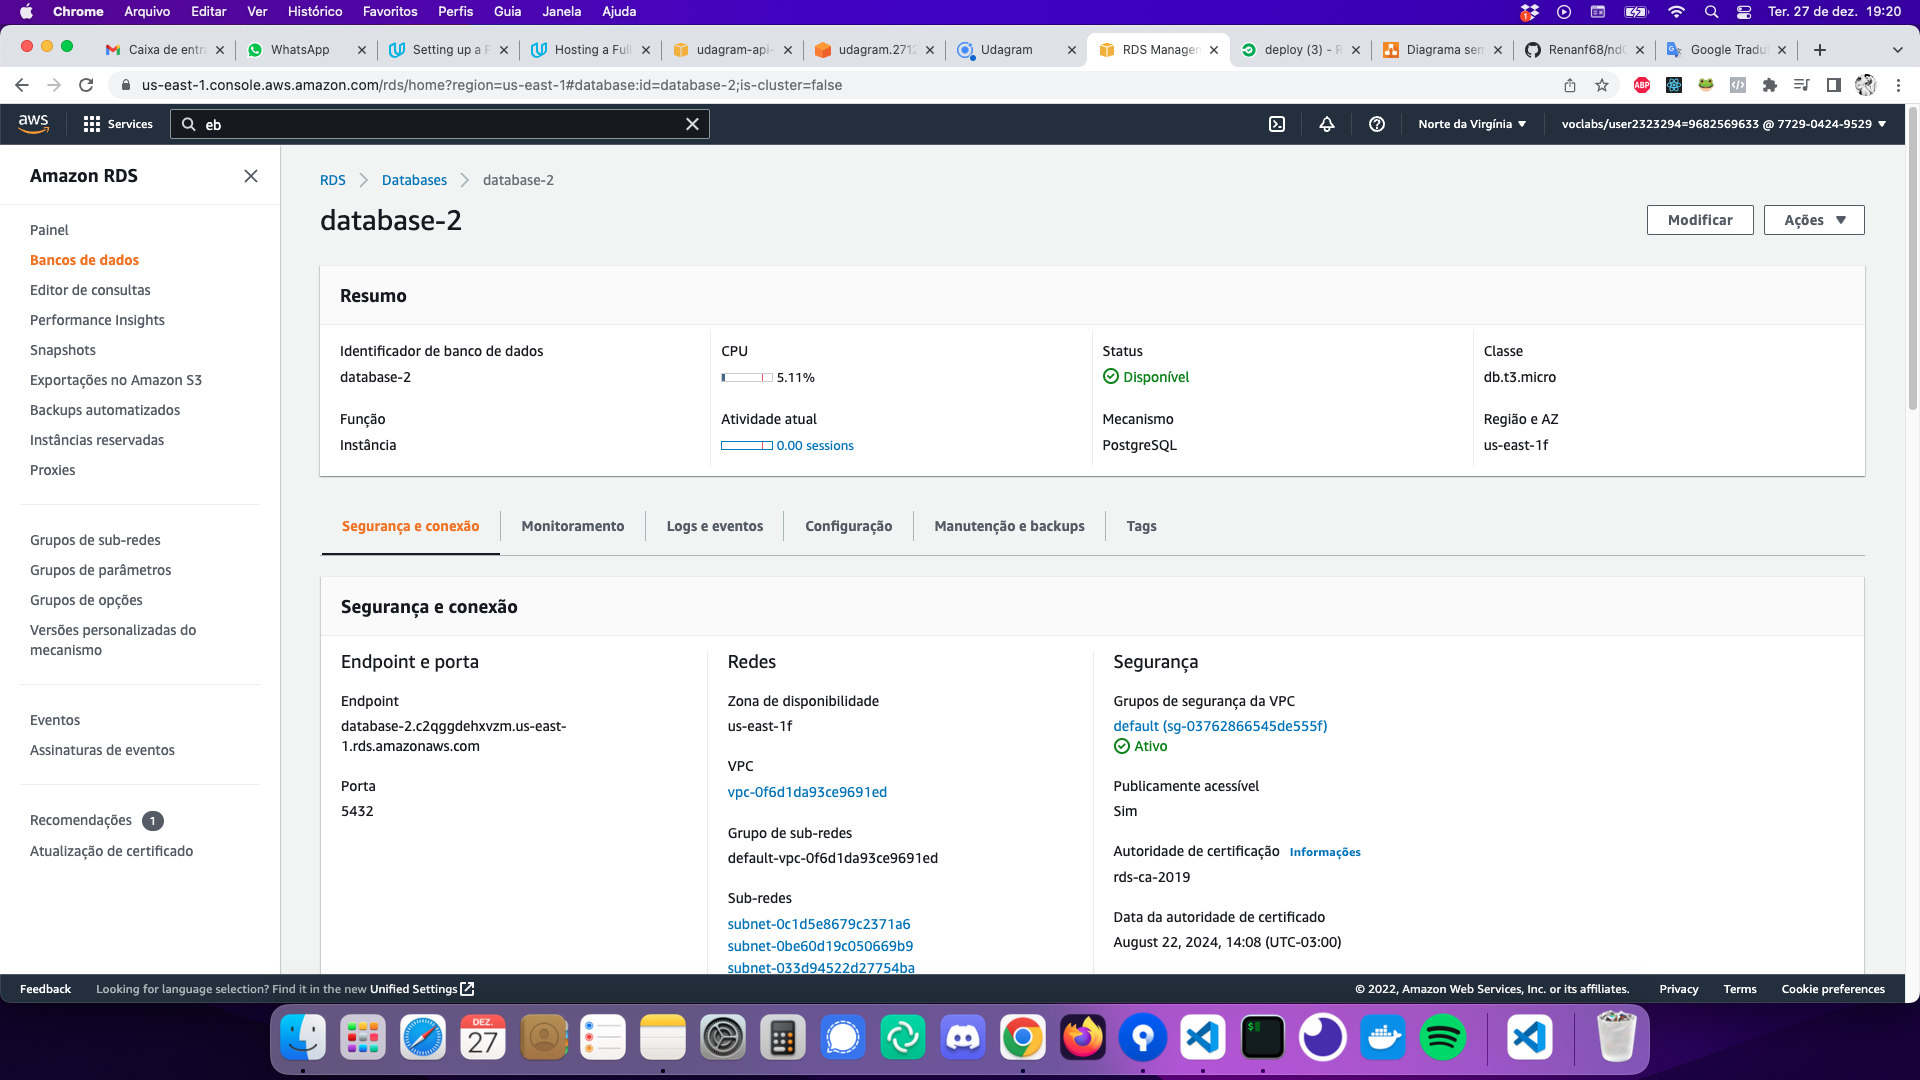 Chrome Arquivo Editar Ver Histórico Favoritos Perfis Guia Janela Ajuda
1
Ter. 27 de dez. 19:20
Caixa de entr
WhatsApp
Setting up a P
Hosting a Full
udagram-api-
udagram.2712
Udagram
RDS Managem
deploy (3) - R
Diagrama sem
Renanf68/nd0
Google Tradut
us-east-1.console.aws.amazon.com/rds/home?region=us-east-1#database:id=database-2;is-cluster=false
ABP
aws
Services
eb
Norte da Virgínia
voclabs/user2323294=9682569633 @ 7729-0424-9529
Amazon RDS
Painel
Bancos de dados
Editor de consultas
Performance Insights
Snapshots
Exportações no Amazon S3
Backups automatizados
Instâncias reservadas
Proxies
Grupos de sub-redes
Grupos de parâmetros
Grupos de opções
Versões personalizadas do
mecanismo
Eventos
Assinaturas de eventos
Recomendações 1
Atualização de certificado
RDS Databases database-2
database-2
Modificar
Ações
Resumo
Identificador de banco de dados
database-2
CPU
5.11%
Status
Disponível
Classe
db.t3.micro
Função
Instância
Atividade atual
0.00 sessions
Mecanismo
PostgreSQL
Região e AZ
us-east-1f
Segurança e conexão
Monitoramento
Logs e eventos
Configuração
Manutenção e backups
Tags
Segurança e conexão
Endpoint e porta
Endpoint
database-2.c2qggdehxvzm.us-east-
1.rds.amazonaws.com
Porta
5432
Redes
Zona de disponibilidade
us-east-1f
VPC
vpc-0f6d1da93ce9691ed
Grupo de sub-redes
default-vpc-0f6d1da93ce9691ed
Sub-redes
subnet-0c1d5e8679c2371a6
subnet-0be60d19c050669b9
subnet-033d94522d27754ba
Segurança
Grupos de segurança da VPC
default (sg-03762866545de555f)
Ativo
Publicamente acessível
Sim
Autoridade de certificação Informações
rds-ca-2019
Data da autoridade de certificado
August 22, 2024, 14:08 (UTC-03:00)
Feedback
Looking for language selection? Find it in the new Unified Settings
© 2022, Amazon Web Services, Inc. or its affiliates.
Privacy
Terms
Cookie preferences
DEZ.
27